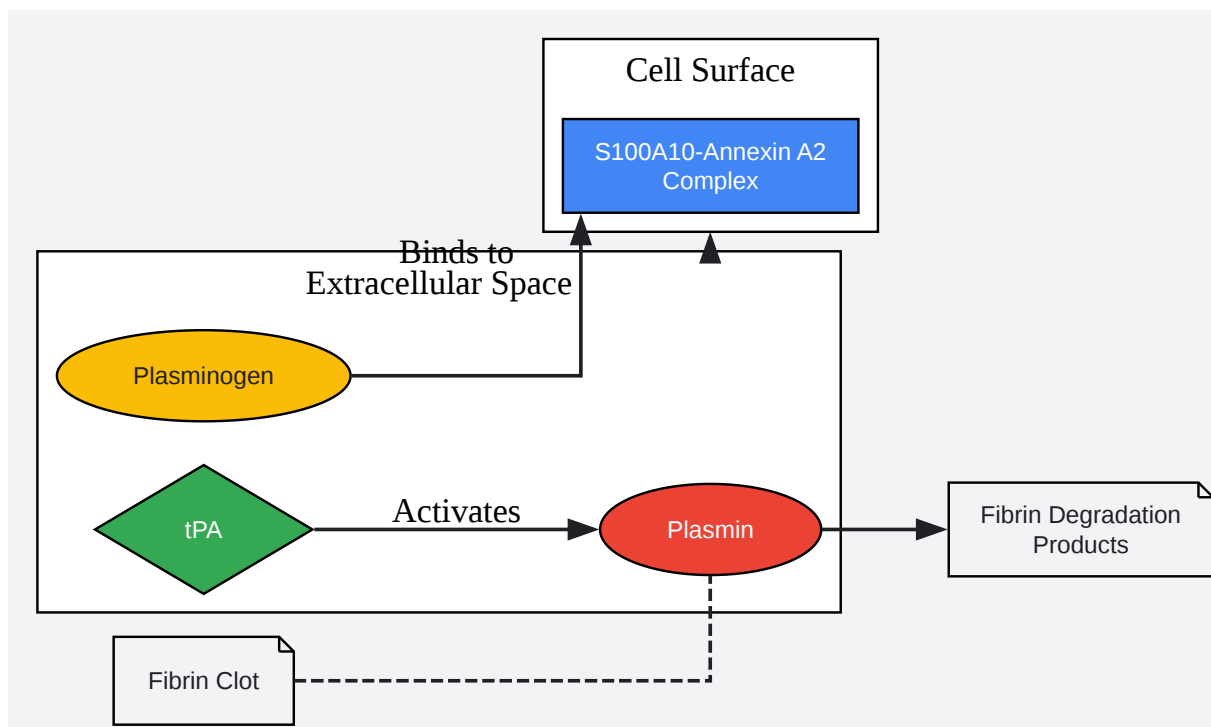 Cell Surface
S100A10-Annexin A2
Complex
Binds to
Extracellular Space
Plasminogen
tPA
Activates
Plasmin
Fibrin Degradation
Products
Fibrin Clot